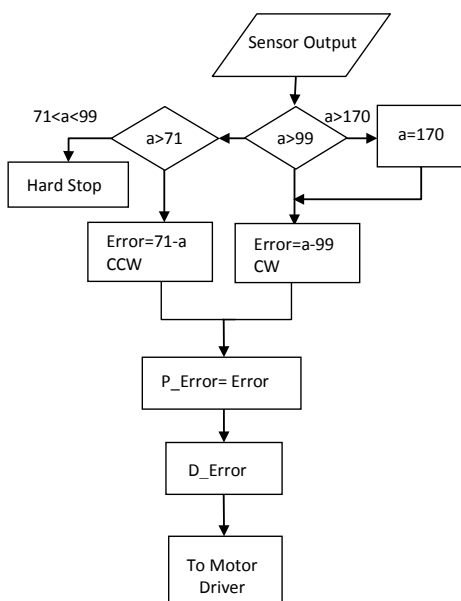 Sensor Output
71<a<99
a>71
a>99
a>170
a=170
Hard Stop
Error=71-a
CCW
Error=a-99
CW
P_Error= Error
D_Error
To Motor
Driver